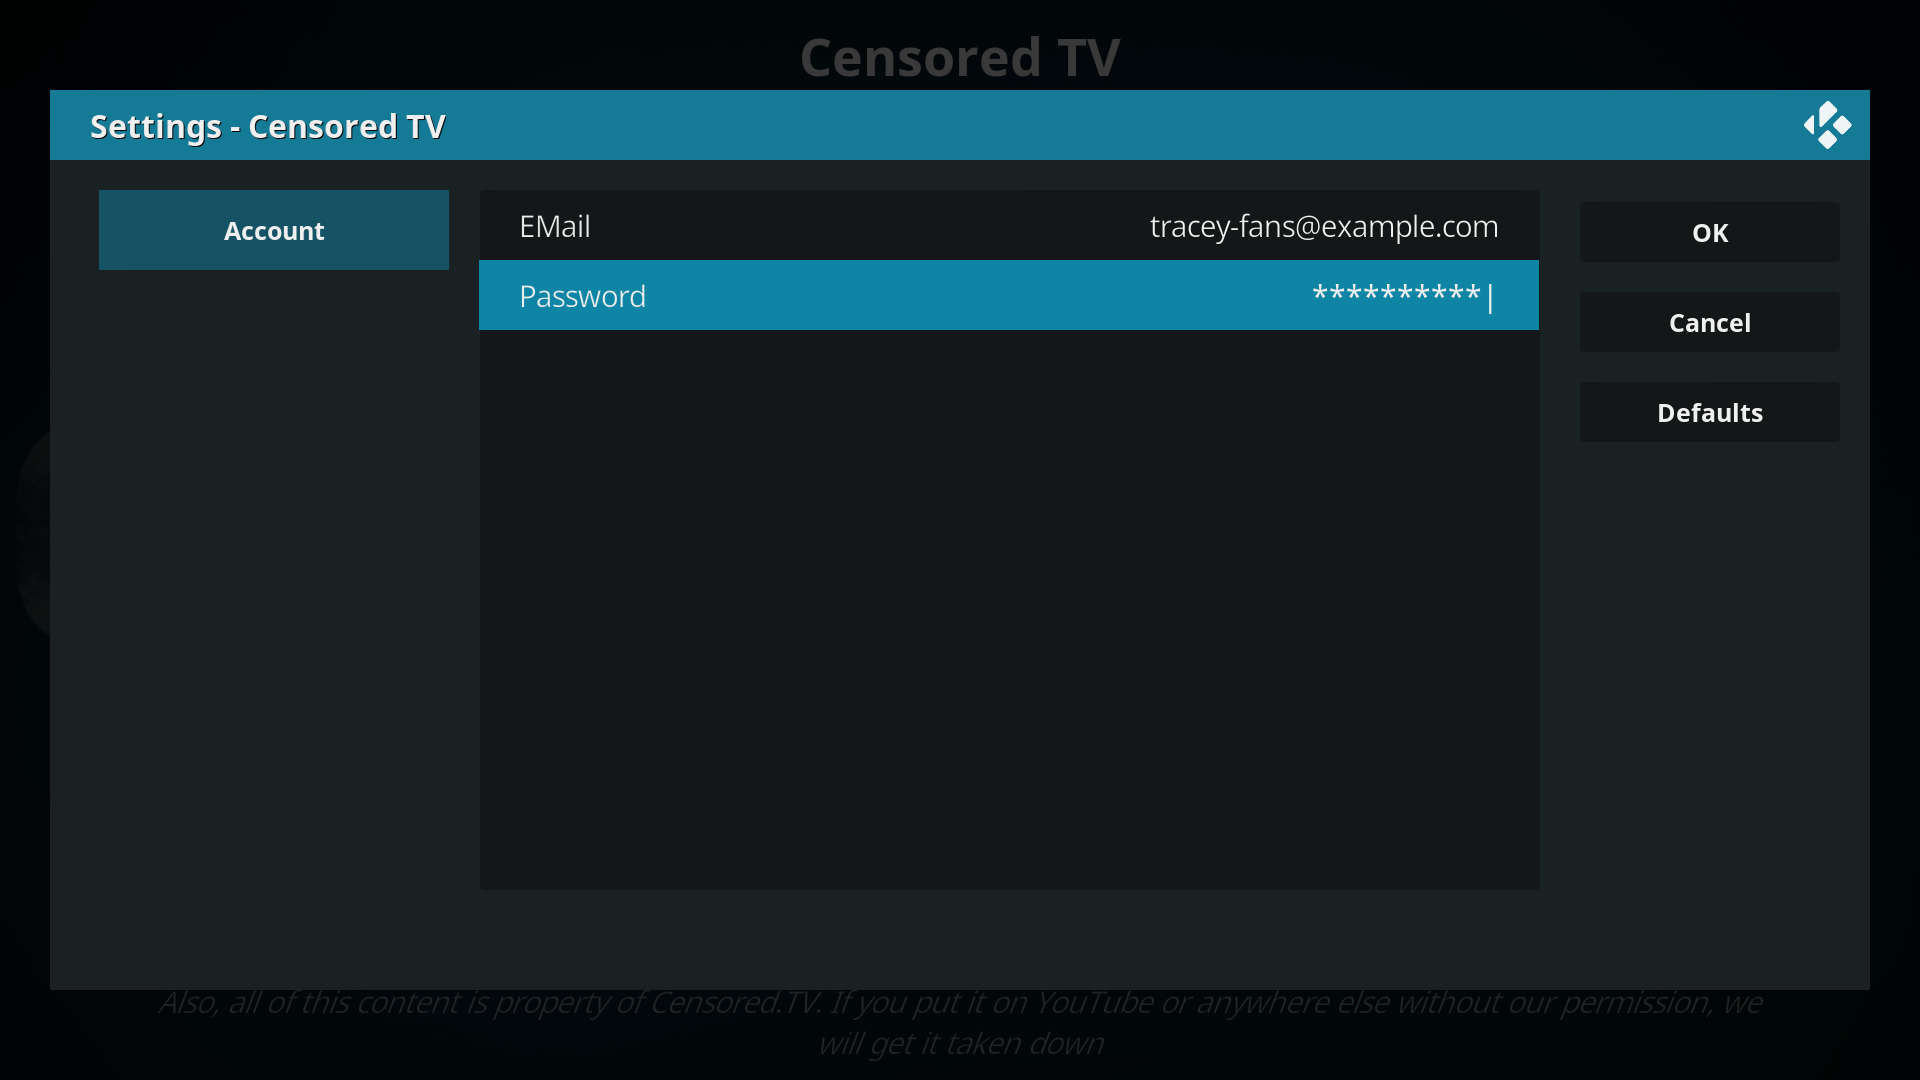 Censored TV
Settings - Censored TV
Account
EMail tracey-fans@example.com
Password **********|
OK
Cancel
Defaults
Also, all of this content is property of Censored.TV. If you put it on YouTube or anywhere else without our permission, we
will get it taken down